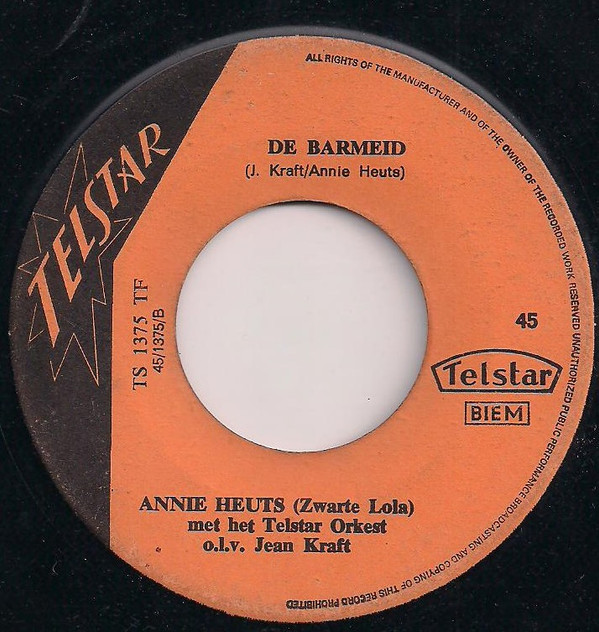 ALL RIGHTS OF THE MANUFACTURER AND OF THE OWNER OF THE RECORDED WORK RESERVED UNAUTHORIZED PUBLIC PERFORMANCE BROADCASTING AND COPYING OF THIS RECORD PROHIBITED
TELSTAR
DE BARMEID
(J. Kraft/Annie Heuts)
TS 1375 TF
45/1375/B
45
Telstar
BIEM
ANNIE HEUTS (Zwarte Lola)
met het Telstar Orkest
o.l.v. Jean Kraft